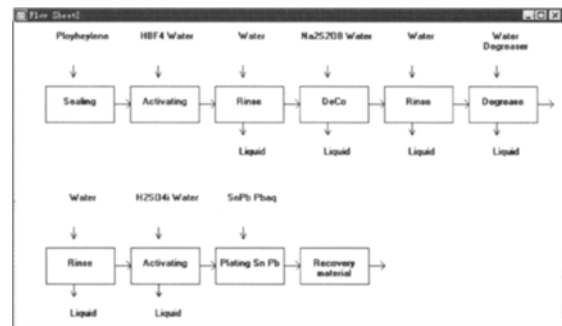 Flow Sheet2
Ployheylene HBF4 Water Water Na2S2O8 Water Water Water
Degreaser
Sealing Activating Rinse DeCo Rinse Degrease
Liquid Liquid Liquid Liquid
Water H2SO4i Water SnPb Pbaq
Rinse Activating Plating Sn Pb Recovery
material
Liquid Liquid